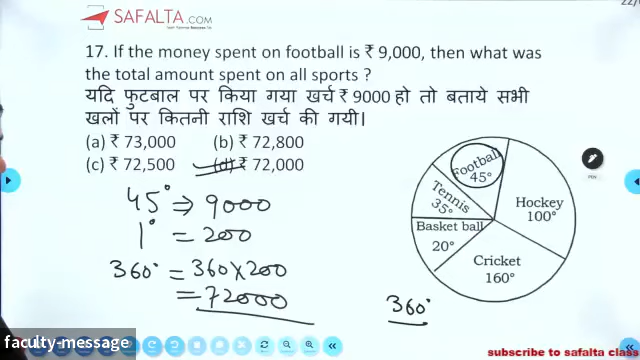 SAFALTA.COM
17. If the money spent on football is ₹ 9,000, then what was
the total amount spent on all sports ?
यदि फुटबाल पर किया गया खर्च ₹ 9000 हो तो बताये सभी
खलों पर कितनी राशि खर्च की गयी।
(a) ₹ 73,000 (b) ₹ 72,800
(c) ₹ 72,500 (d) ₹ 72,000
45° ⇒ 9000
1° = 200
360° = 360×200
= 72000
Football
45°
Tennis
35°
Basket ball
20°
Hockey
100°
Cricket
160°
360°
PEN
faculty-message
subscribe to safalta class